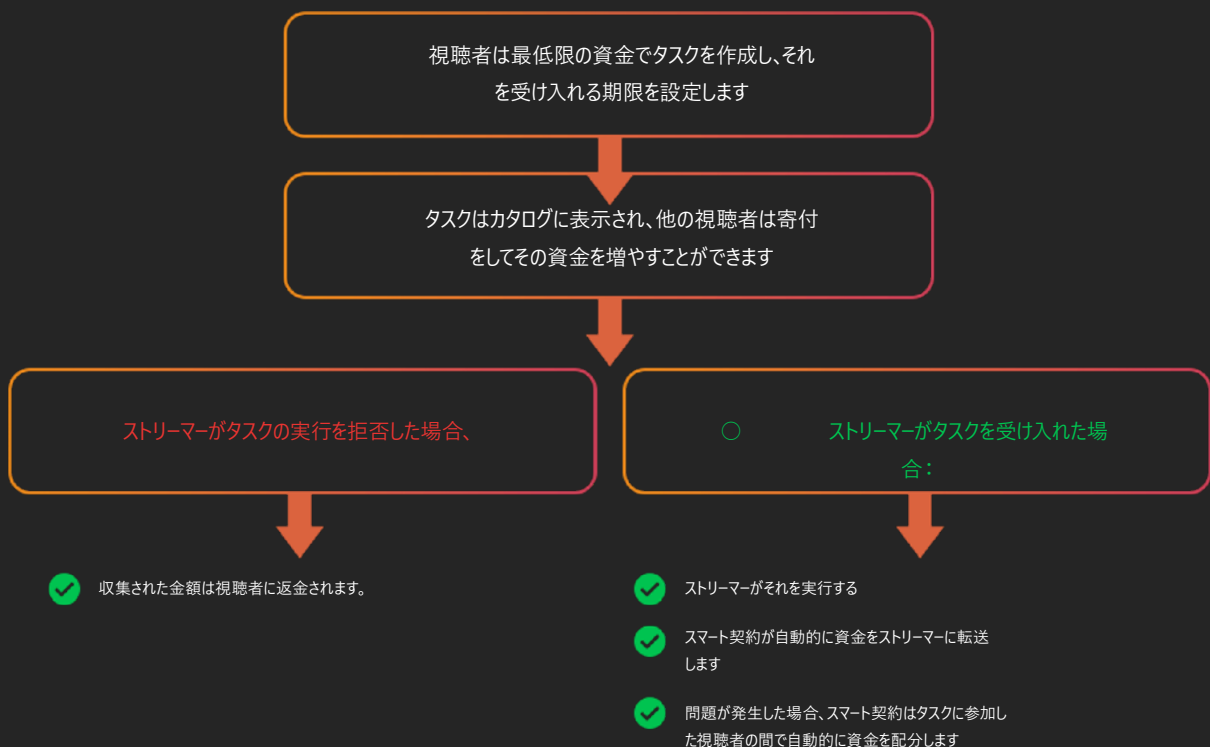 視聴者は最低限の資金でタスクを作成し、それ
を受け入れる期限を設定します
タスクはカタログに表示され、他の視聴者は寄付
をしてその資金を増やすことができます
ストリーマーがタスクの実行を拒否した場合、
○ ストリーマーがタスクを受け入れた場
合：
収集された金額は視聴者に返金されます。
ストリーマーがそれを実行する
スマート契約が自動的に資金をストリーマーに転送
します
問題が発生した場合、スマート契約はタスクに参加し
た視聴者の間で自動的に資金を配分します